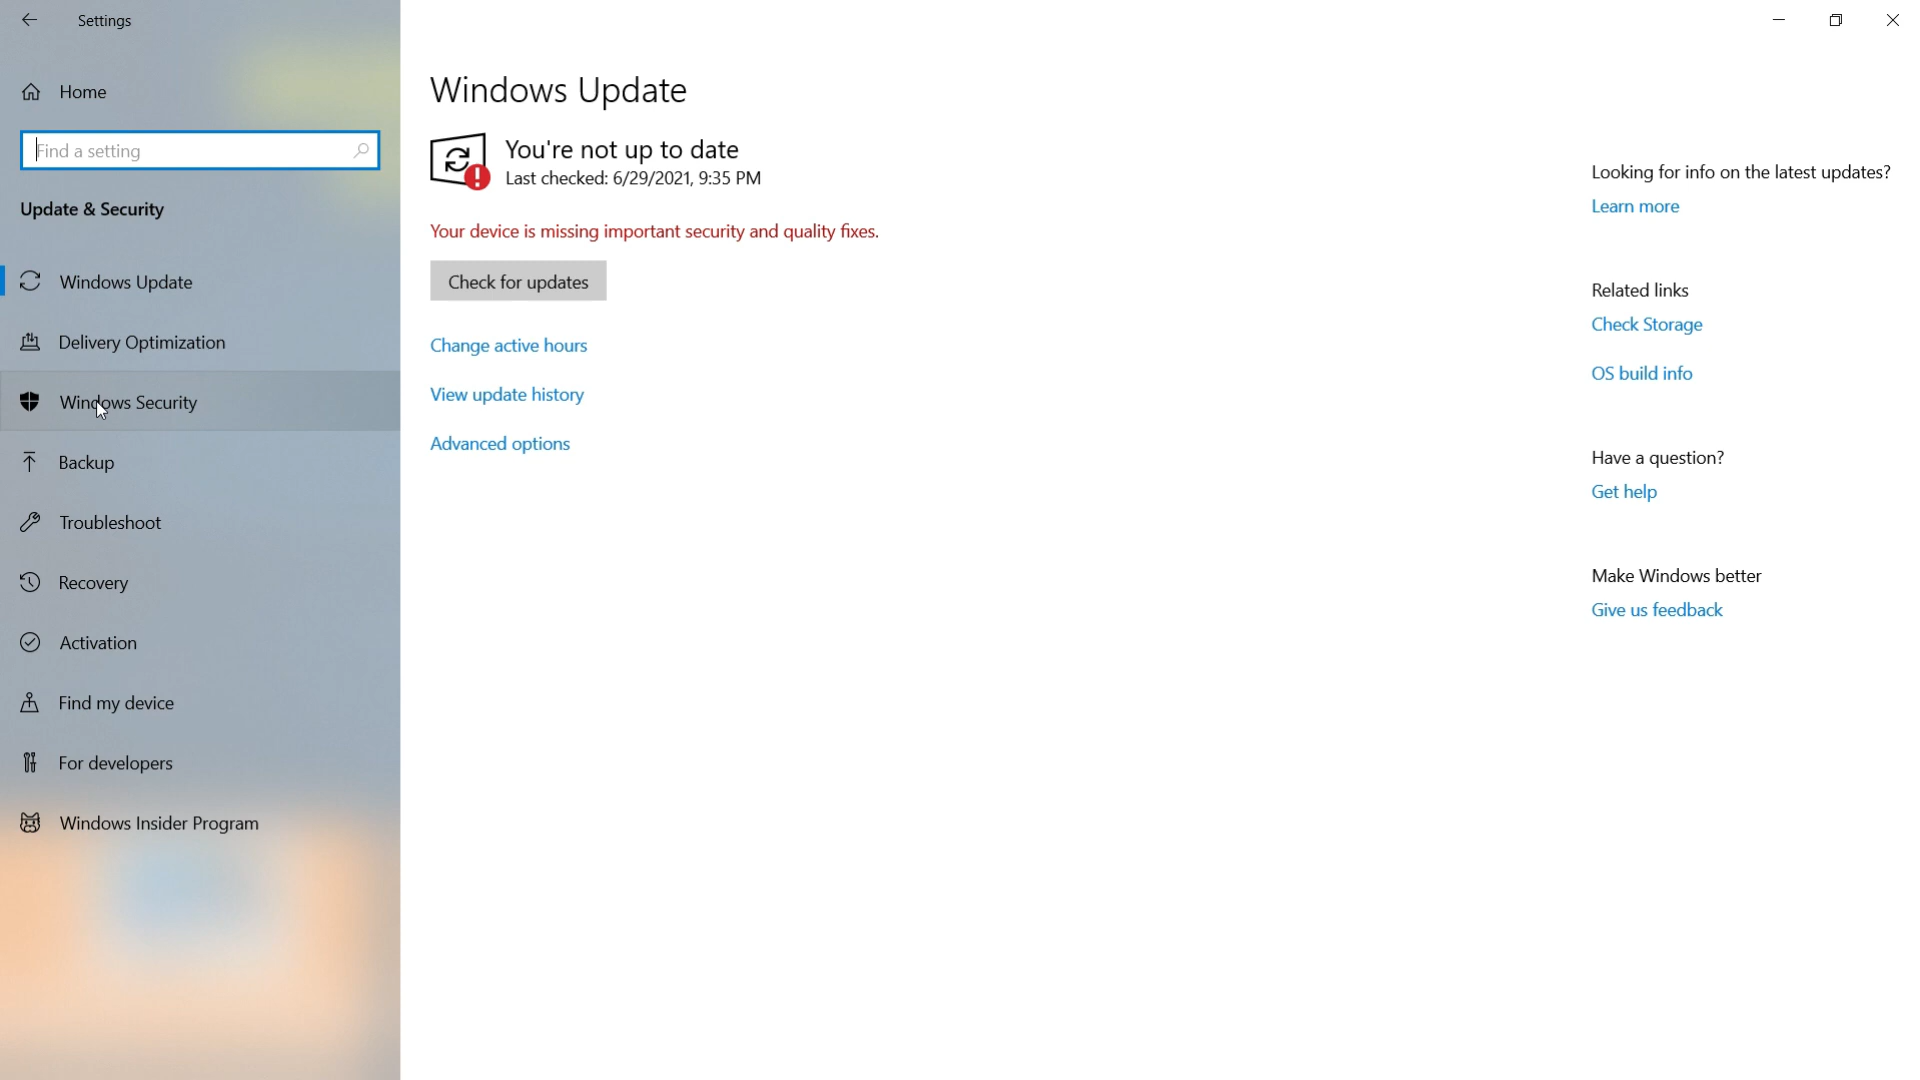 Settings
Home
Find a setting
Update & Security
Windows Update
Delivery Optimization
Windows Security
Backup
Troubleshoot
Recovery
Activation
Find my device
For developers
Windows Insider Program
Windows Update
You're not up to date
Last checked: 6/29/2021, 9:35 PM
Your device is missing important security and quality fixes.
Check for updates
Change active hours
View update history
Advanced options
Looking for info on the latest updates?
Learn more
Related links
Check Storage
OS build info
Have a question?
Get help
Make Windows better
Give us feedback